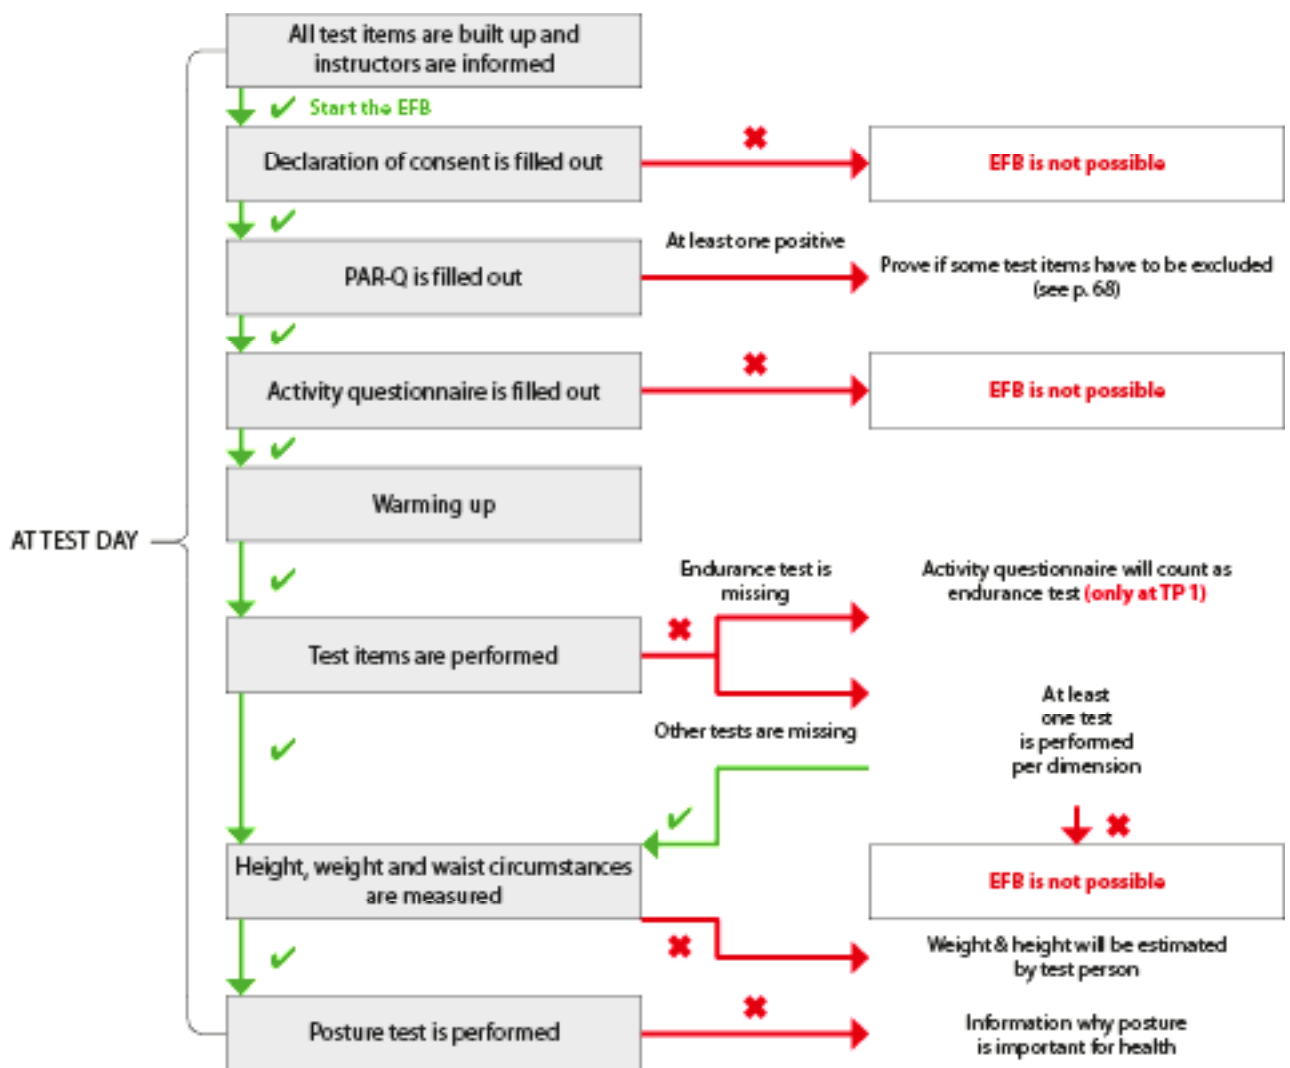 All test items are built up and
instructors are informed
Start the EFB
Declaration of consent is filled out
EFB is not possible
At least one positive
PAR-Q is filled out
Prove if some test items have to be excluded
(see p. 68)
Activity questionnaire is filled out
EFB is not possible
Warming up
AT TEST DAY
Endurance test is
missing
Activity questionnaire will count as
endurance test (only at TP 1)
Test items are performed
Other tests are missing
At least
one test
is performed
per dimension
Height, weight and waist circumstances
are measured
EFB is not possible
Weight & height will be estimated
by test person
Posture test is performed
Information why posture
is important for health